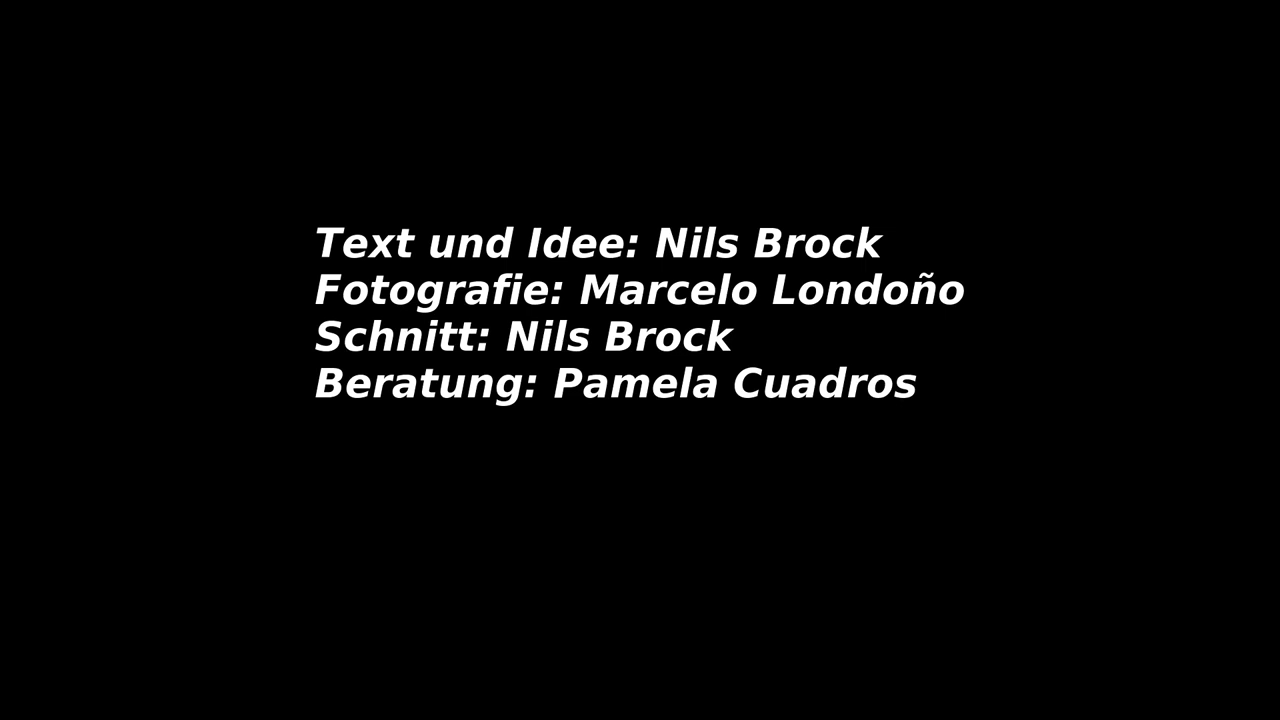 Text und Idee: Nils Brock
Fotografie: Marcelo Londoño
Schnitt: Nils Brock
Beratung: Pamela Cuadros